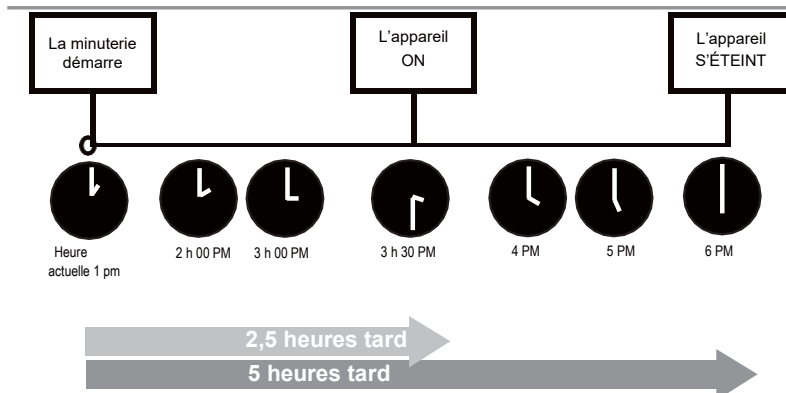 La minuterie
démarre
L'appareil
ON
L'appareil
S'ÉTEINT
Heure
actuelle 1 pm
2 h 00 PM
3 h 00 PM
3 h 30 PM
4 PM
5 PM
6 PM
2,5 heures tard
5 heures tard